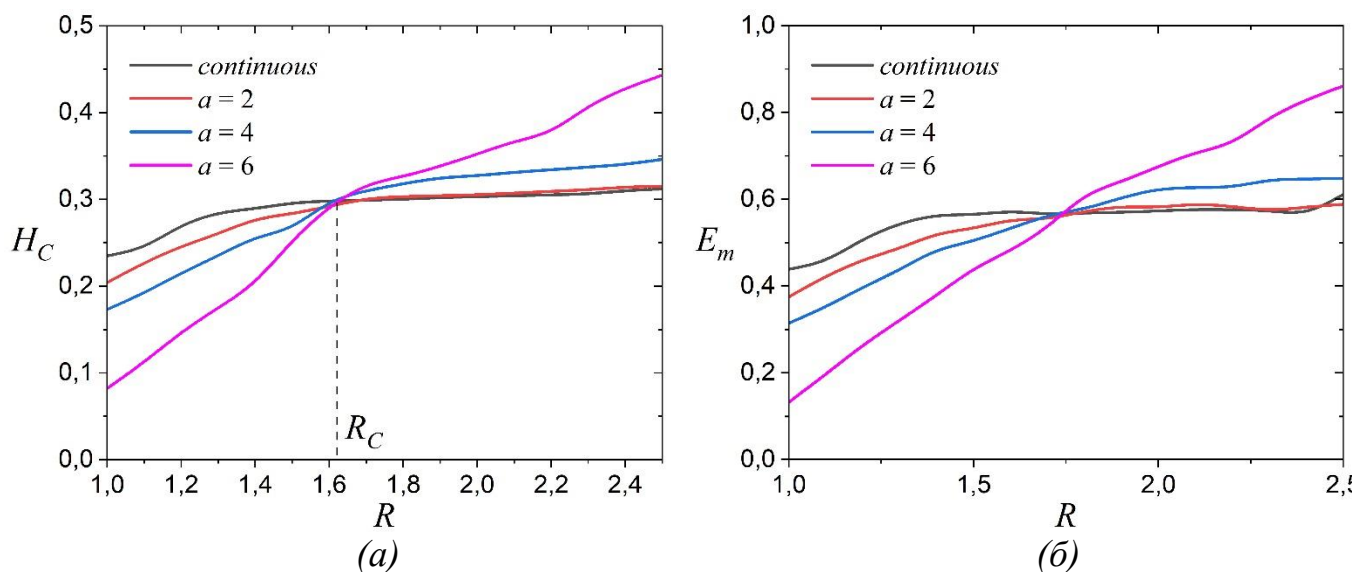 0,5
0,4
0,3
0,2
0,1
0,0
H_C
continuous
a = 2
a = 4
a = 6
R_C
1,0 1,2 1,4 1,6 1,8 2,0 2,2 2,4
R
(а)
1,0
0,8
0,6
0,4
0,2
0,0
E_m
continuous
a = 2
a = 4
a = 6
1,0 1,5 2,0 2,5
R
(б)